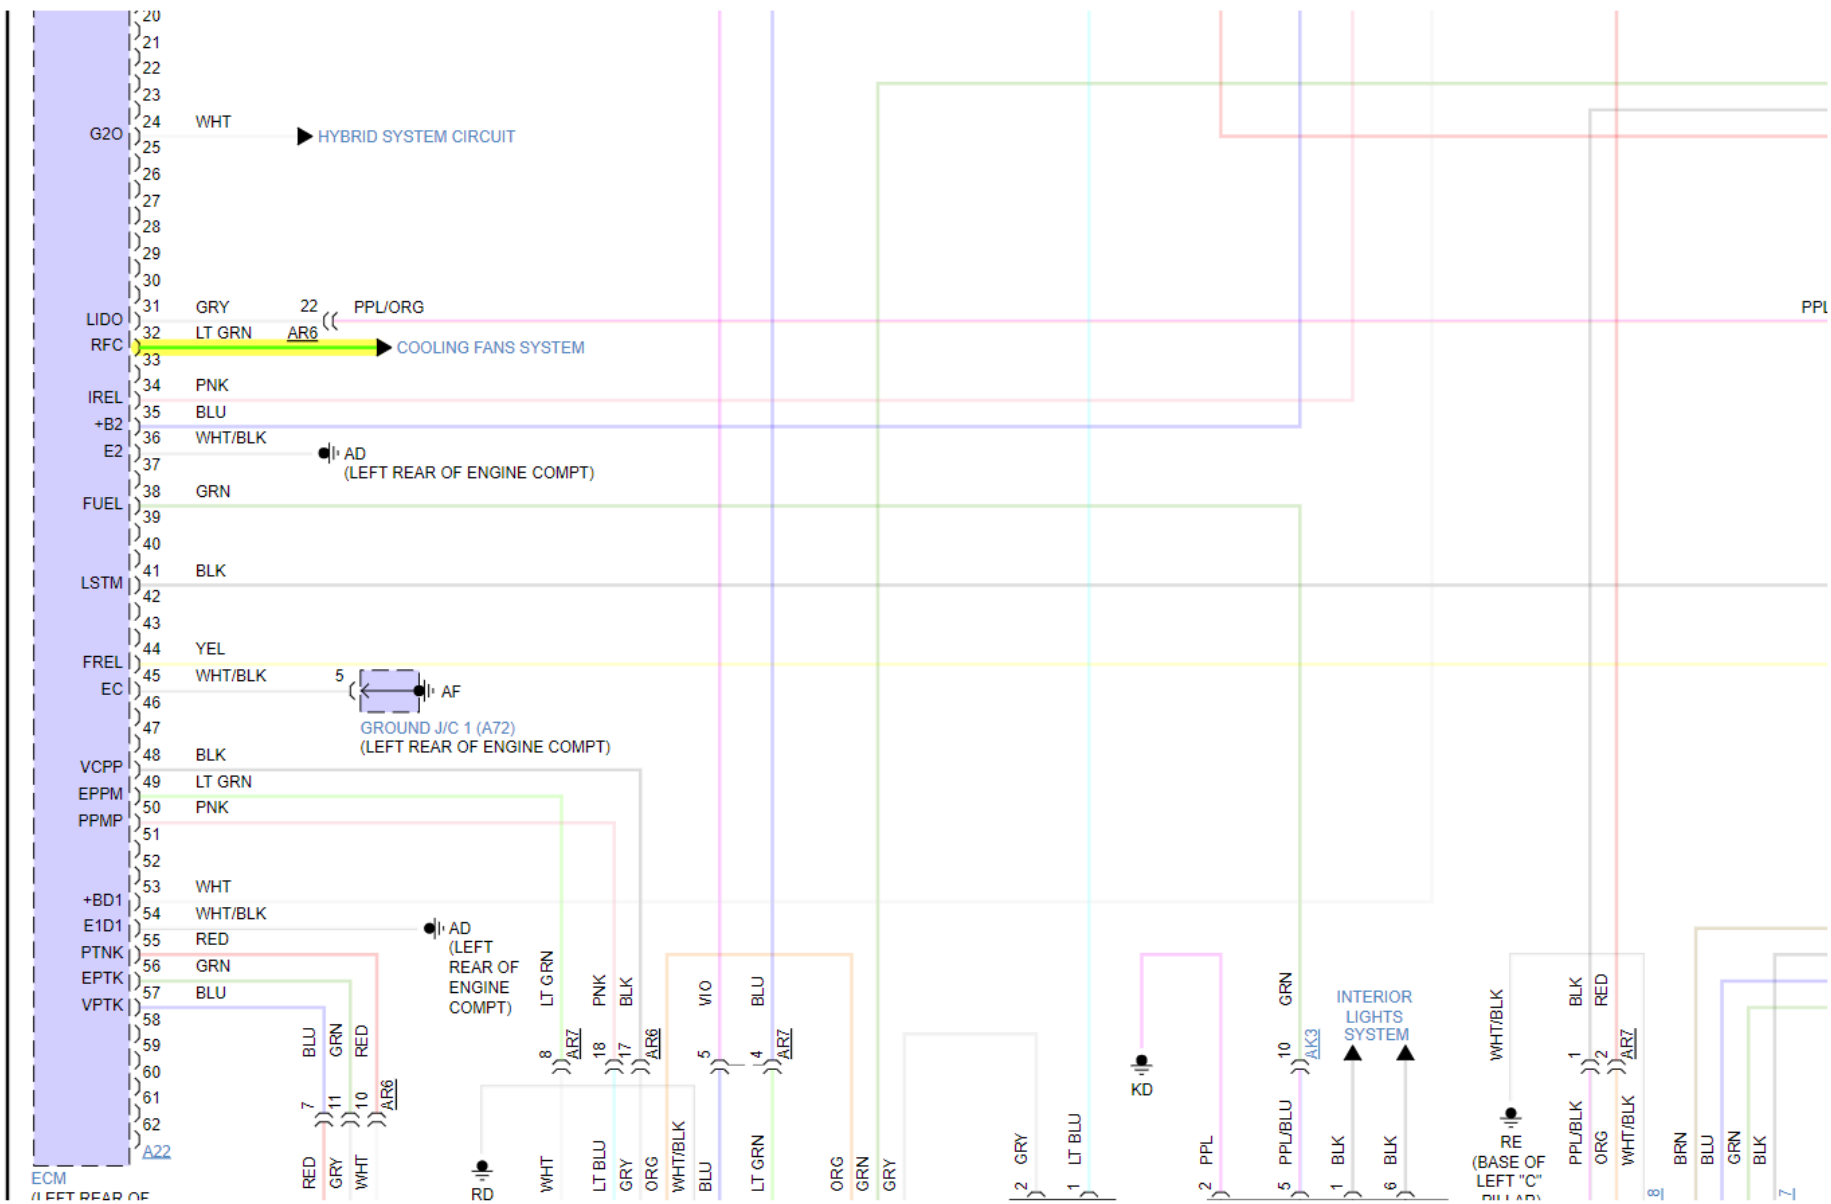 20
21
22
23
24 WHT
G2O HYBRID SYSTEM CIRCUIT
25
26
27
28
29
30
31 GRY 22 PPL/ORG PPL
LIDO
32 LT GRN AR6
RFC COOLING FANS SYSTEM
33
34 PNK
IREL
35 BLU
+B2
36 WHT/BLK
E2 AD
37 (LEFT REAR OF ENGINE COMPT)
38 GRN
FUEL
39
40
41 BLK
LSTM
42
43
44 YEL
FREL
45 WHT/BLK 5
EC AF
46
47 GROUND J/C 1 (A72)
(LEFT REAR OF ENGINE COMPT)
48 BLK
VCPP
49 LT GRN
EPPM
50 PNK
PPMP
51
52
53 WHT
+BD1
54 WHT/BLK
E1D1 AD
(LEFT
REAR OF
ENGINE
COMPT)
55 RED
PTNK
56 GRN
EPTK
57 BLU
VPTK
58
59
60
61
62
A22
ECM
(LEFT REAR OF
BLU GRN RED
7 11 10 AR6
RED GRY WHT
LT GRN PNK BLK VIO BLU
8 AR7 18 17 AR6 5 4 AR7
RD
WHT LT BLU GRY ORG WHT/BLK BLU LT GRN ORG GRN GRY
KD
GRY LT BLU PPL
2 1 2
GRN
10 AK3
PPL/BLU
5
INTERIOR
LIGHTS
SYSTEM
BLK BLK
1 6
WHT/BLK BLK RED
1 2 AR7
RE
(BASE OF
LEFT "C"
PILLAR)
PPL/BLK ORG WHT/BLK
8
BRN BLU GRN BLK
7